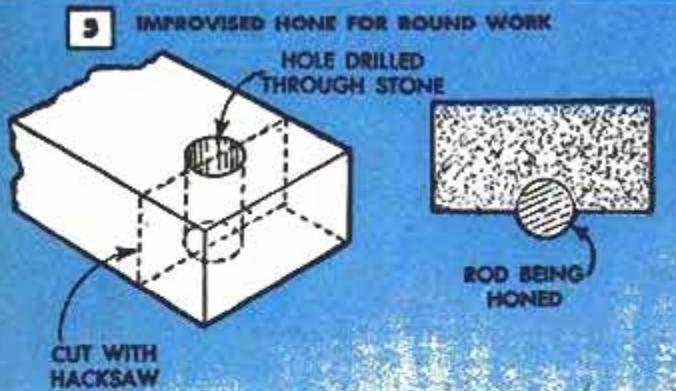 9 IMPROVISED HONE FOR ROUND WORK
HOLE DRILLED
THROUGH STONE
ROD BEING
HONED
CUT WITH
HACKSAW